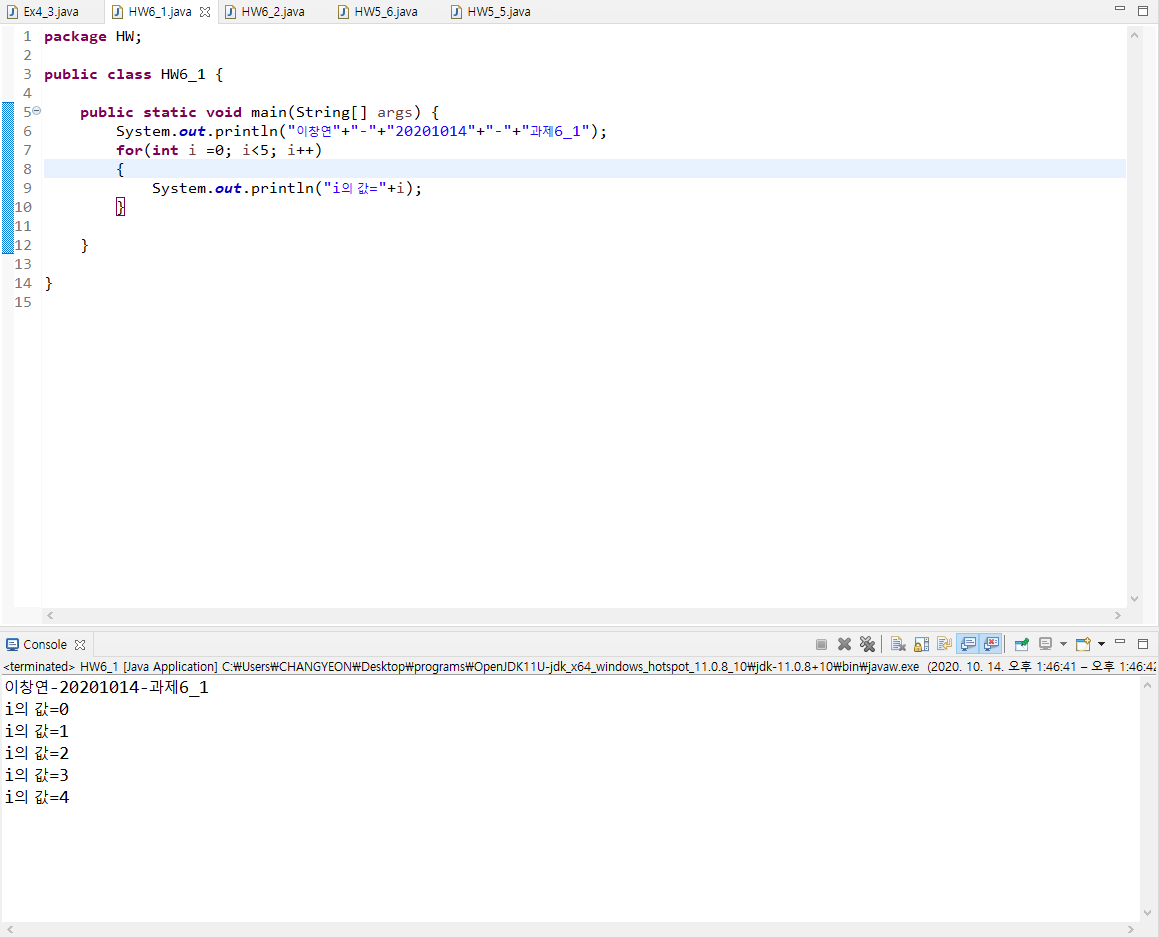 Ex4_3.java HW6_1.java HW6_2.java HW5_6.java HW5_5.java
1 package HW;
2
3 public class HW6_1 {
4
5 public static void main(String[] args) {
6 System.out.println("이창연"+"-"+"20201014"+"-"+"과제6_1");
7 for(int i =0; i<5; i++)
8 {
9 System.out.println("i의 값="+i);
10 }
11
12 }
13
14 }
15
Console
<terminated> HW6_1 [Java Application] C:₩Users₩CHANGYEON₩Desktop₩programs₩OpenJDK11U-jdk_x64_windows_hotspot_11.0.8_10₩jdk-11.0.8+10₩bin₩javaw.exe (2020. 10. 14. 오후 1:46:41 – 오후 1:46:42
이창연-20201014-과제6_1
i의 값=0
i의 값=1
i의 값=2
i의 값=3
i의 값=4